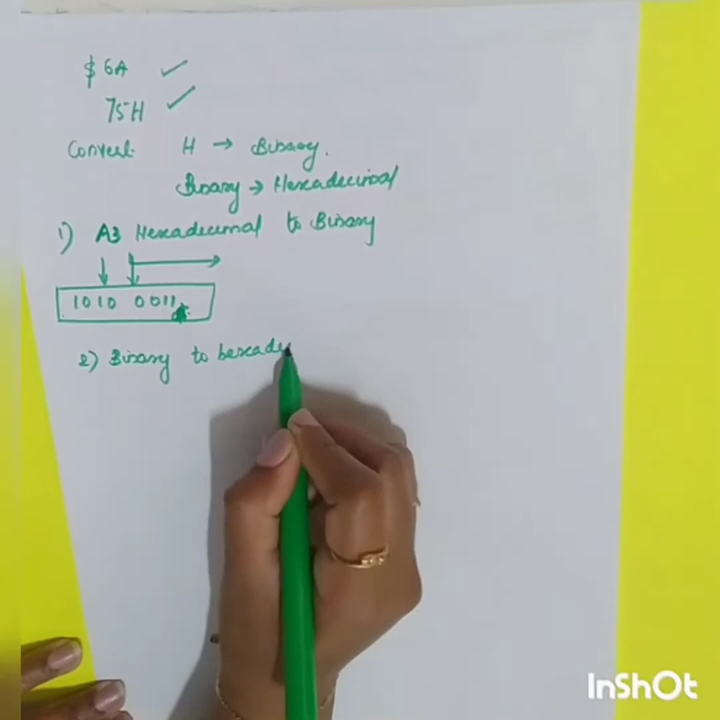 $ 6A
75H
Convert H → Binary.
Binary → Hexadecimal
1) A3 Hexadecimal to Binary
1010 0011
2) Binary to hexade
InShOt